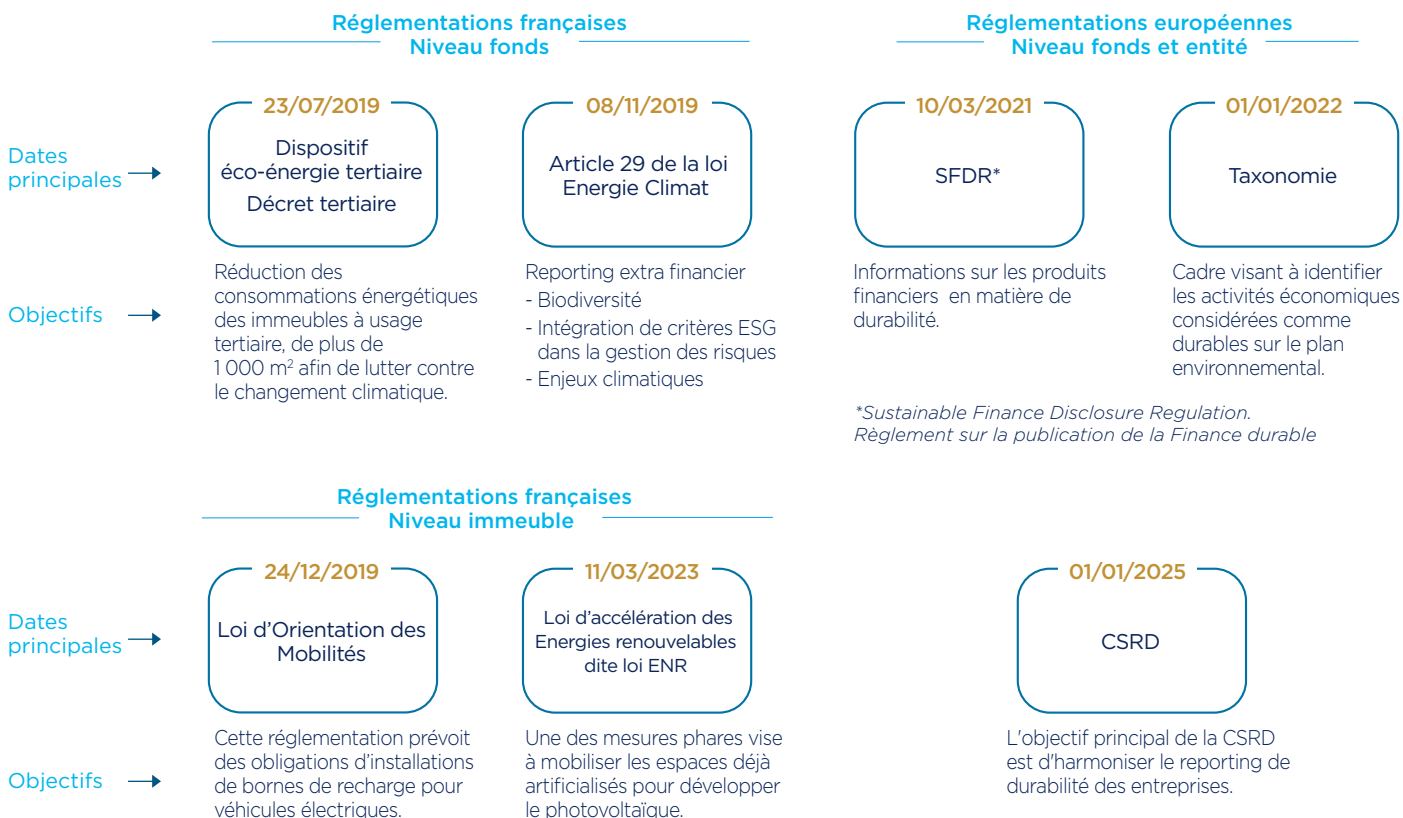 Réglementations françaises
Niveau fonds
Réglementations européennes
Niveau fonds et entité
Dates
principales
23/07/2019
Dispositif
éco-énergie tertiaire
Décret tertiaire
08/11/2019
Article 29 de la loi
Energie Climat
10/03/2021
SFDR*
01/01/2022
Taxonomie
Objectifs
Réduction des
consommations énergétiques
des immeubles à usage
tertiaire, de plus de
1 000 m² afin de lutter contre
le changement climatique.
Reporting extra financier
- Biodiversité
- Intégration de critères ESG
dans la gestion des risques
- Enjeux climatiques
Informations sur les produits
financiers en matière de
durabilité.
Cadre visant à identifier
les activités économiques
considérées comme
durables sur le plan
environnemental.
*Sustainable Finance Disclosure Regulation.
Règlement sur la publication de la Finance durable
Réglementations françaises
Niveau immeuble
Dates
principales
24/12/2019
Loi d’Orientation des
Mobilités
11/03/2023
Loi d’accélération des
Energies renouvelables
dite loi ENR
01/01/2025
CSRD
Objectifs
Cette réglementation prévoit
des obligations d’installations
de bornes de recharge pour
véhicules électriques.
Une des mesures phares vise
à mobiliser les espaces déjà
artificialisés pour développer
le photovoltaïque.
L'objectif principal de la CSRD
est d'harmoniser le reporting de
durabilité des entreprises.